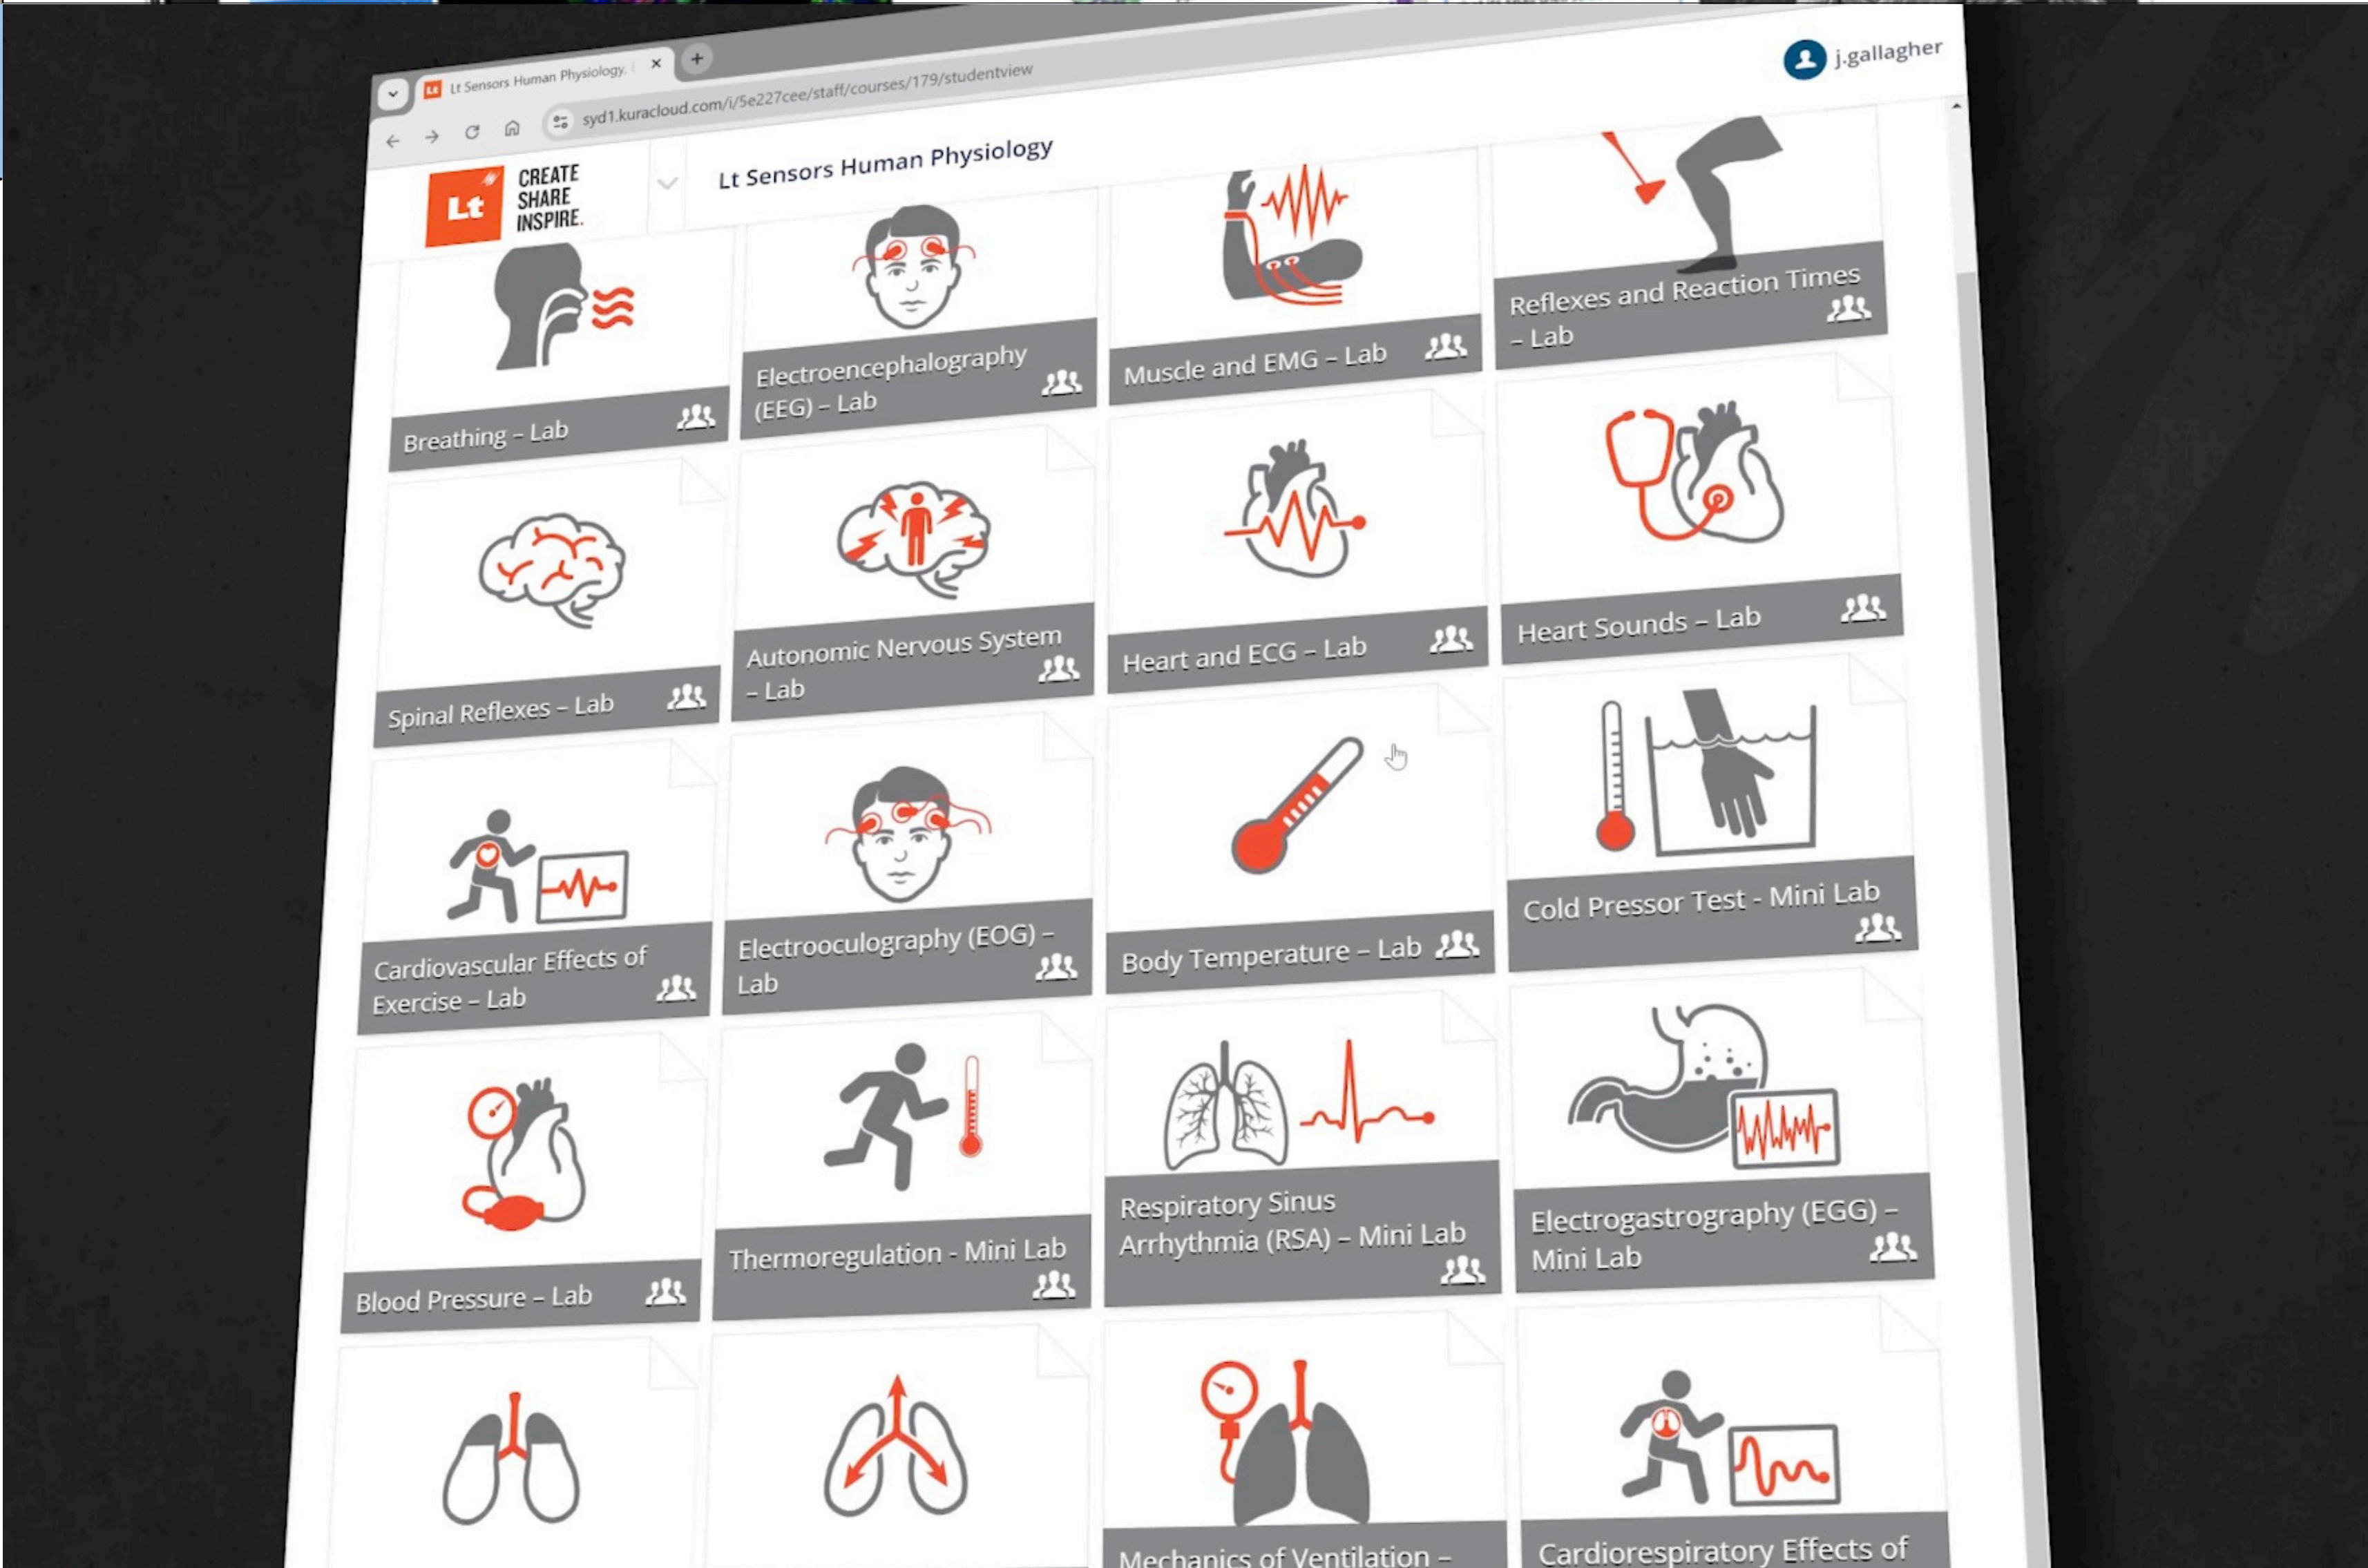 Lt Sensors Human Physiology,
syd1.kuracloud.com/i/5e227cee/staff/courses/179/studentview
j.gallagher
Lt
CREATE
SHARE
INSPIRE.
Lt Sensors Human Physiology
Breathing – Lab
Electroencephalography
(EEG) – Lab
Muscle and EMG – Lab
Reflexes and Reaction Times
– Lab
Spinal Reflexes – Lab
Autonomic Nervous System
– Lab
Heart and ECG – Lab
Heart Sounds – Lab
Cardiovascular Effects of
Exercise – Lab
Electrooculography (EOG) –
Lab
Body Temperature – Lab
Cold Pressor Test - Mini Lab
Blood Pressure – Lab
Thermoregulation - Mini Lab
Respiratory Sinus
Arrhythmia (RSA) – Mini Lab
Electrogastrography (EGG) –
Mini Lab
Mechanics of Ventilation –
Cardiorespiratory Effects of